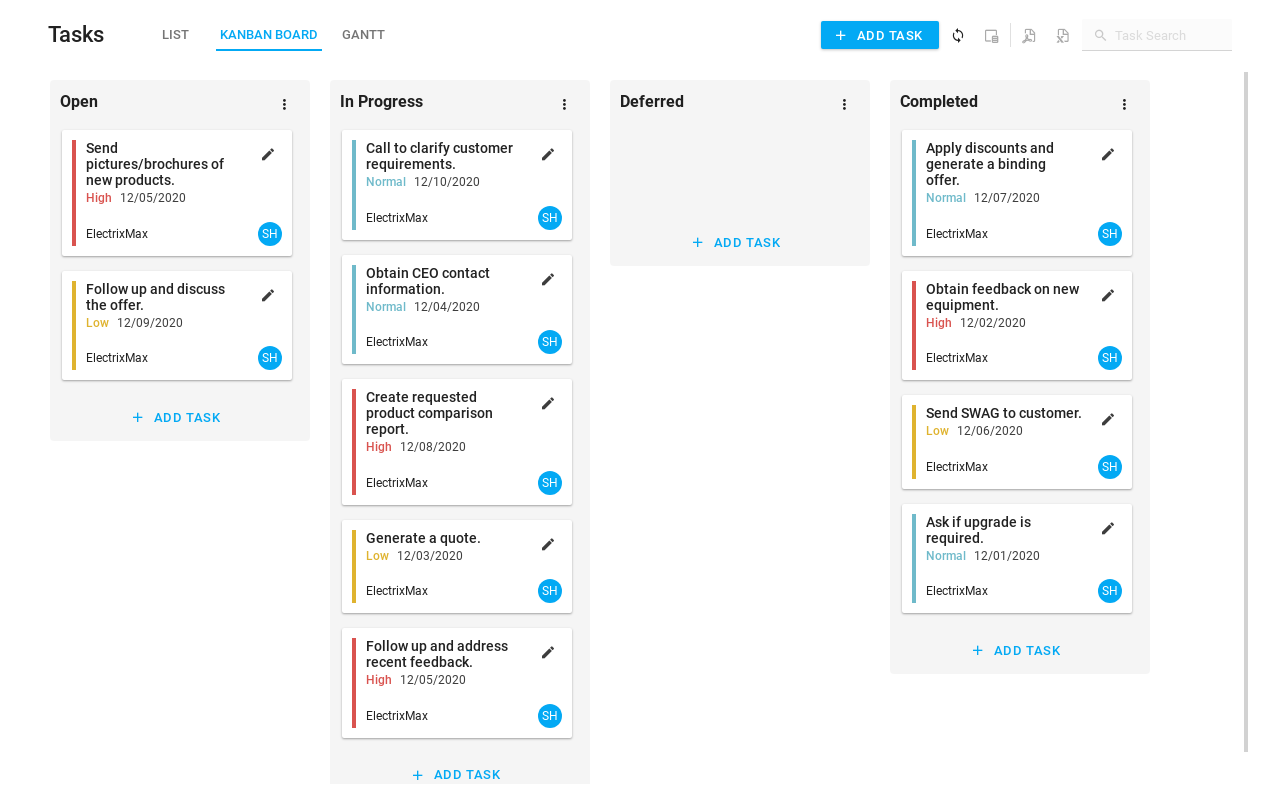 Tasks
LIST
KANBAN BOARD
GANTT
ADD TASK
Task Search
Open
Send
pictures/brochures of
new products.
High 12/05/2020
ElectrixMax
SH
Follow up and discuss
the offer.
Low 12/09/2020
ElectrixMax
SH
ADD TASK
In Progress
Call to clarify customer
requirements.
Normal 12/10/2020
ElectrixMax
SH
Obtain CEO contact
information.
Normal 12/04/2020
ElectrixMax
SH
Create requested
product comparison
report.
High 12/08/2020
ElectrixMax
SH
Generate a quote.
Low 12/03/2020
ElectrixMax
SH
Follow up and address
recent feedback.
High 12/05/2020
ElectrixMax
SH
ADD TASK
Deferred
ADD TASK
Completed
Apply discounts and
generate a binding
offer.
Normal 12/07/2020
ElectrixMax
SH
Obtain feedback on new
equipment.
High 12/02/2020
ElectrixMax
SH
Send SWAG to customer.
Low 12/06/2020
ElectrixMax
SH
Ask if upgrade is
required.
Normal 12/01/2020
ElectrixMax
SH
ADD TASK